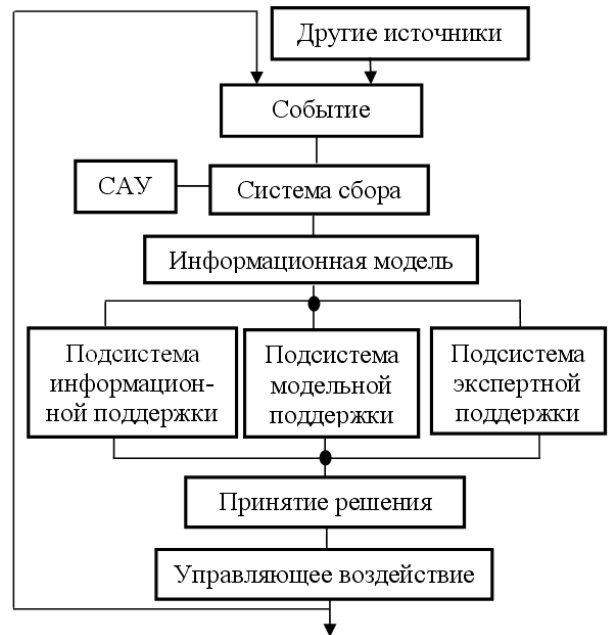 Другие источники
Событие
САУ
Система сбора
Информационная модель
Подсистема
информацион-
ной поддержки
Подсистема
модельной
поддержки
Подсистема
экспертной
поддержки
Принятие решения
Управляющее воздействие